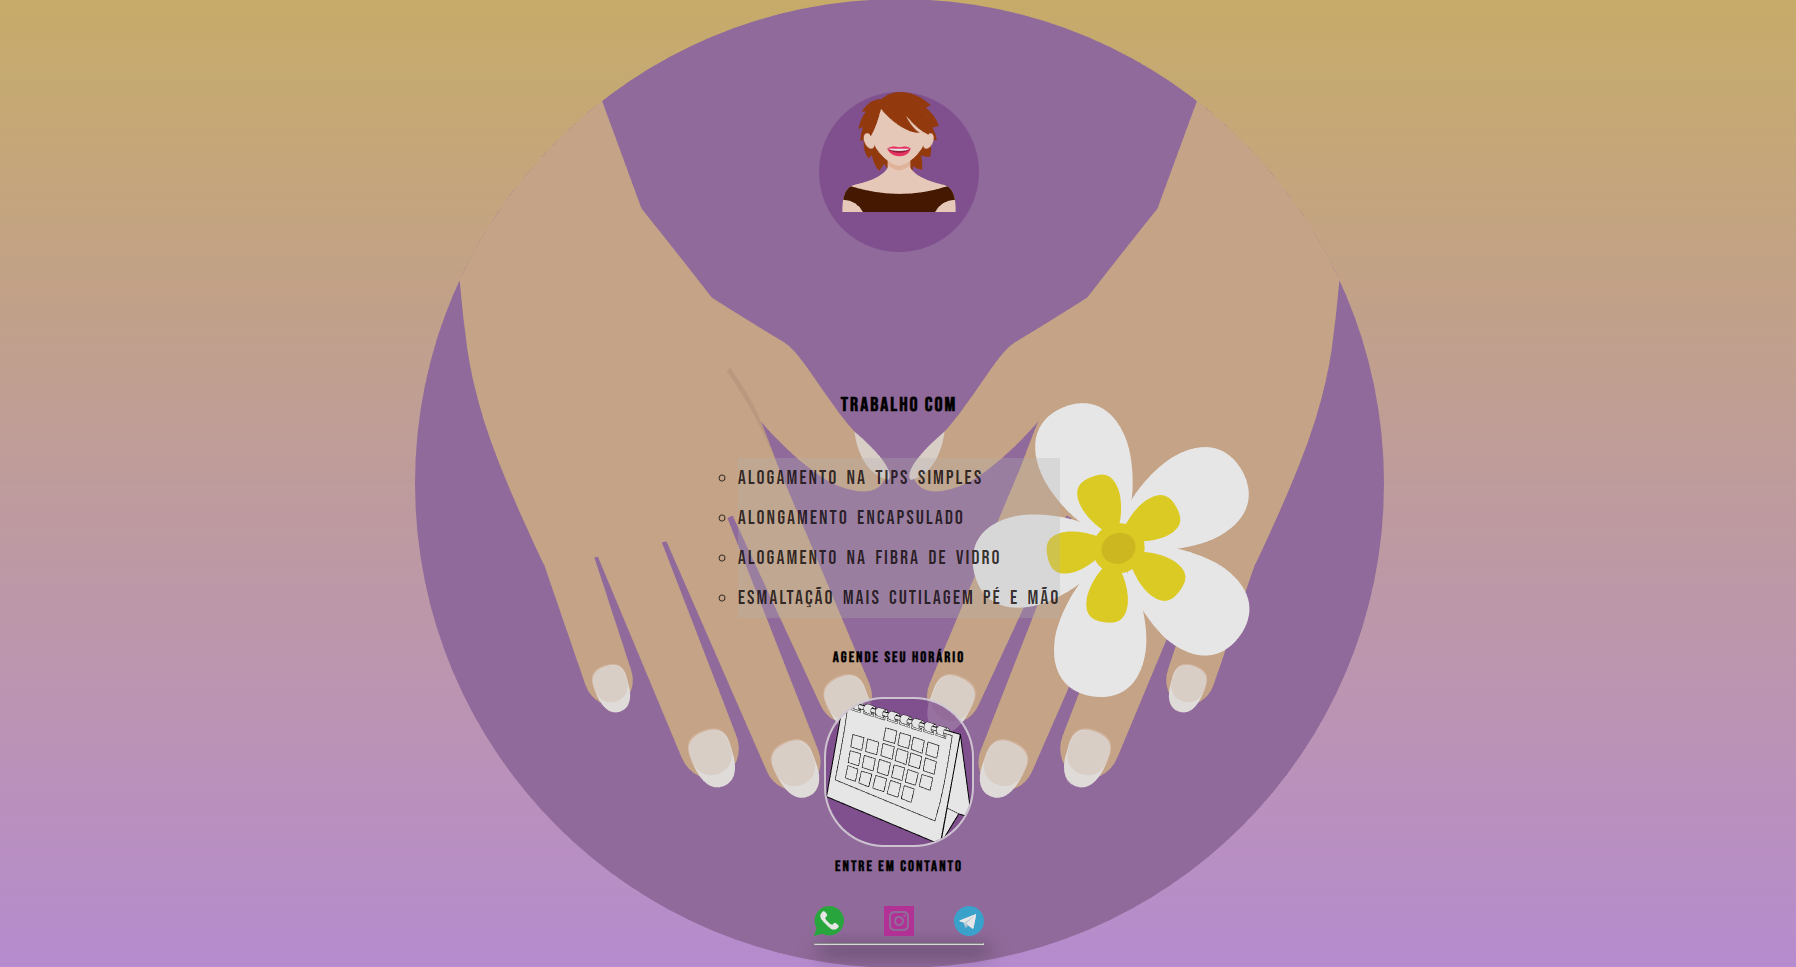 TRABALHO COM
ALOGAMENTO NA TIPS SIMPLES
ALONGAMENTO ENCAPSULADO
ALOGAMENTO NA FIBRA DE VIDRO
ESMALTAÇÃO MAIS CUTILAGEM PÉ E MÃO
AGENDE SEU HORÁRIO
ENTRE EM CONTANTO